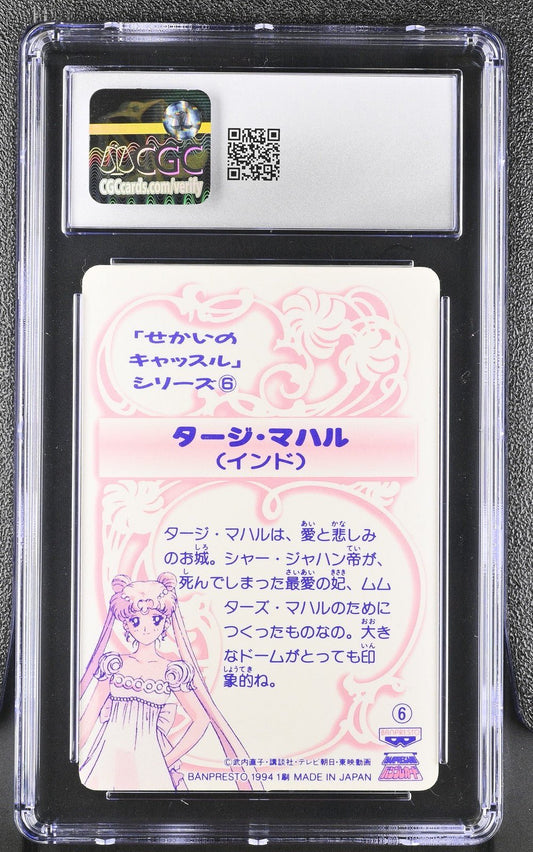 CGC
CGCcards.com/verify
「せかいの
キャッスル」
シリーズ⑥
タージ・マハル
（インド）
タージ・マハルは、愛と悲しみ
のお城。シャー・ジャハン帝が、
死んでしまった最愛の妃、ムム
ターズ・マハルのために
つくったものなの。大き
なドームがとっても印
象的ね。
⑥
BANPRESTO
©武内直子・講談社・テレビ朝日・東映動画
BANPRESTO 1994 1刷 MADE IN JAPAN